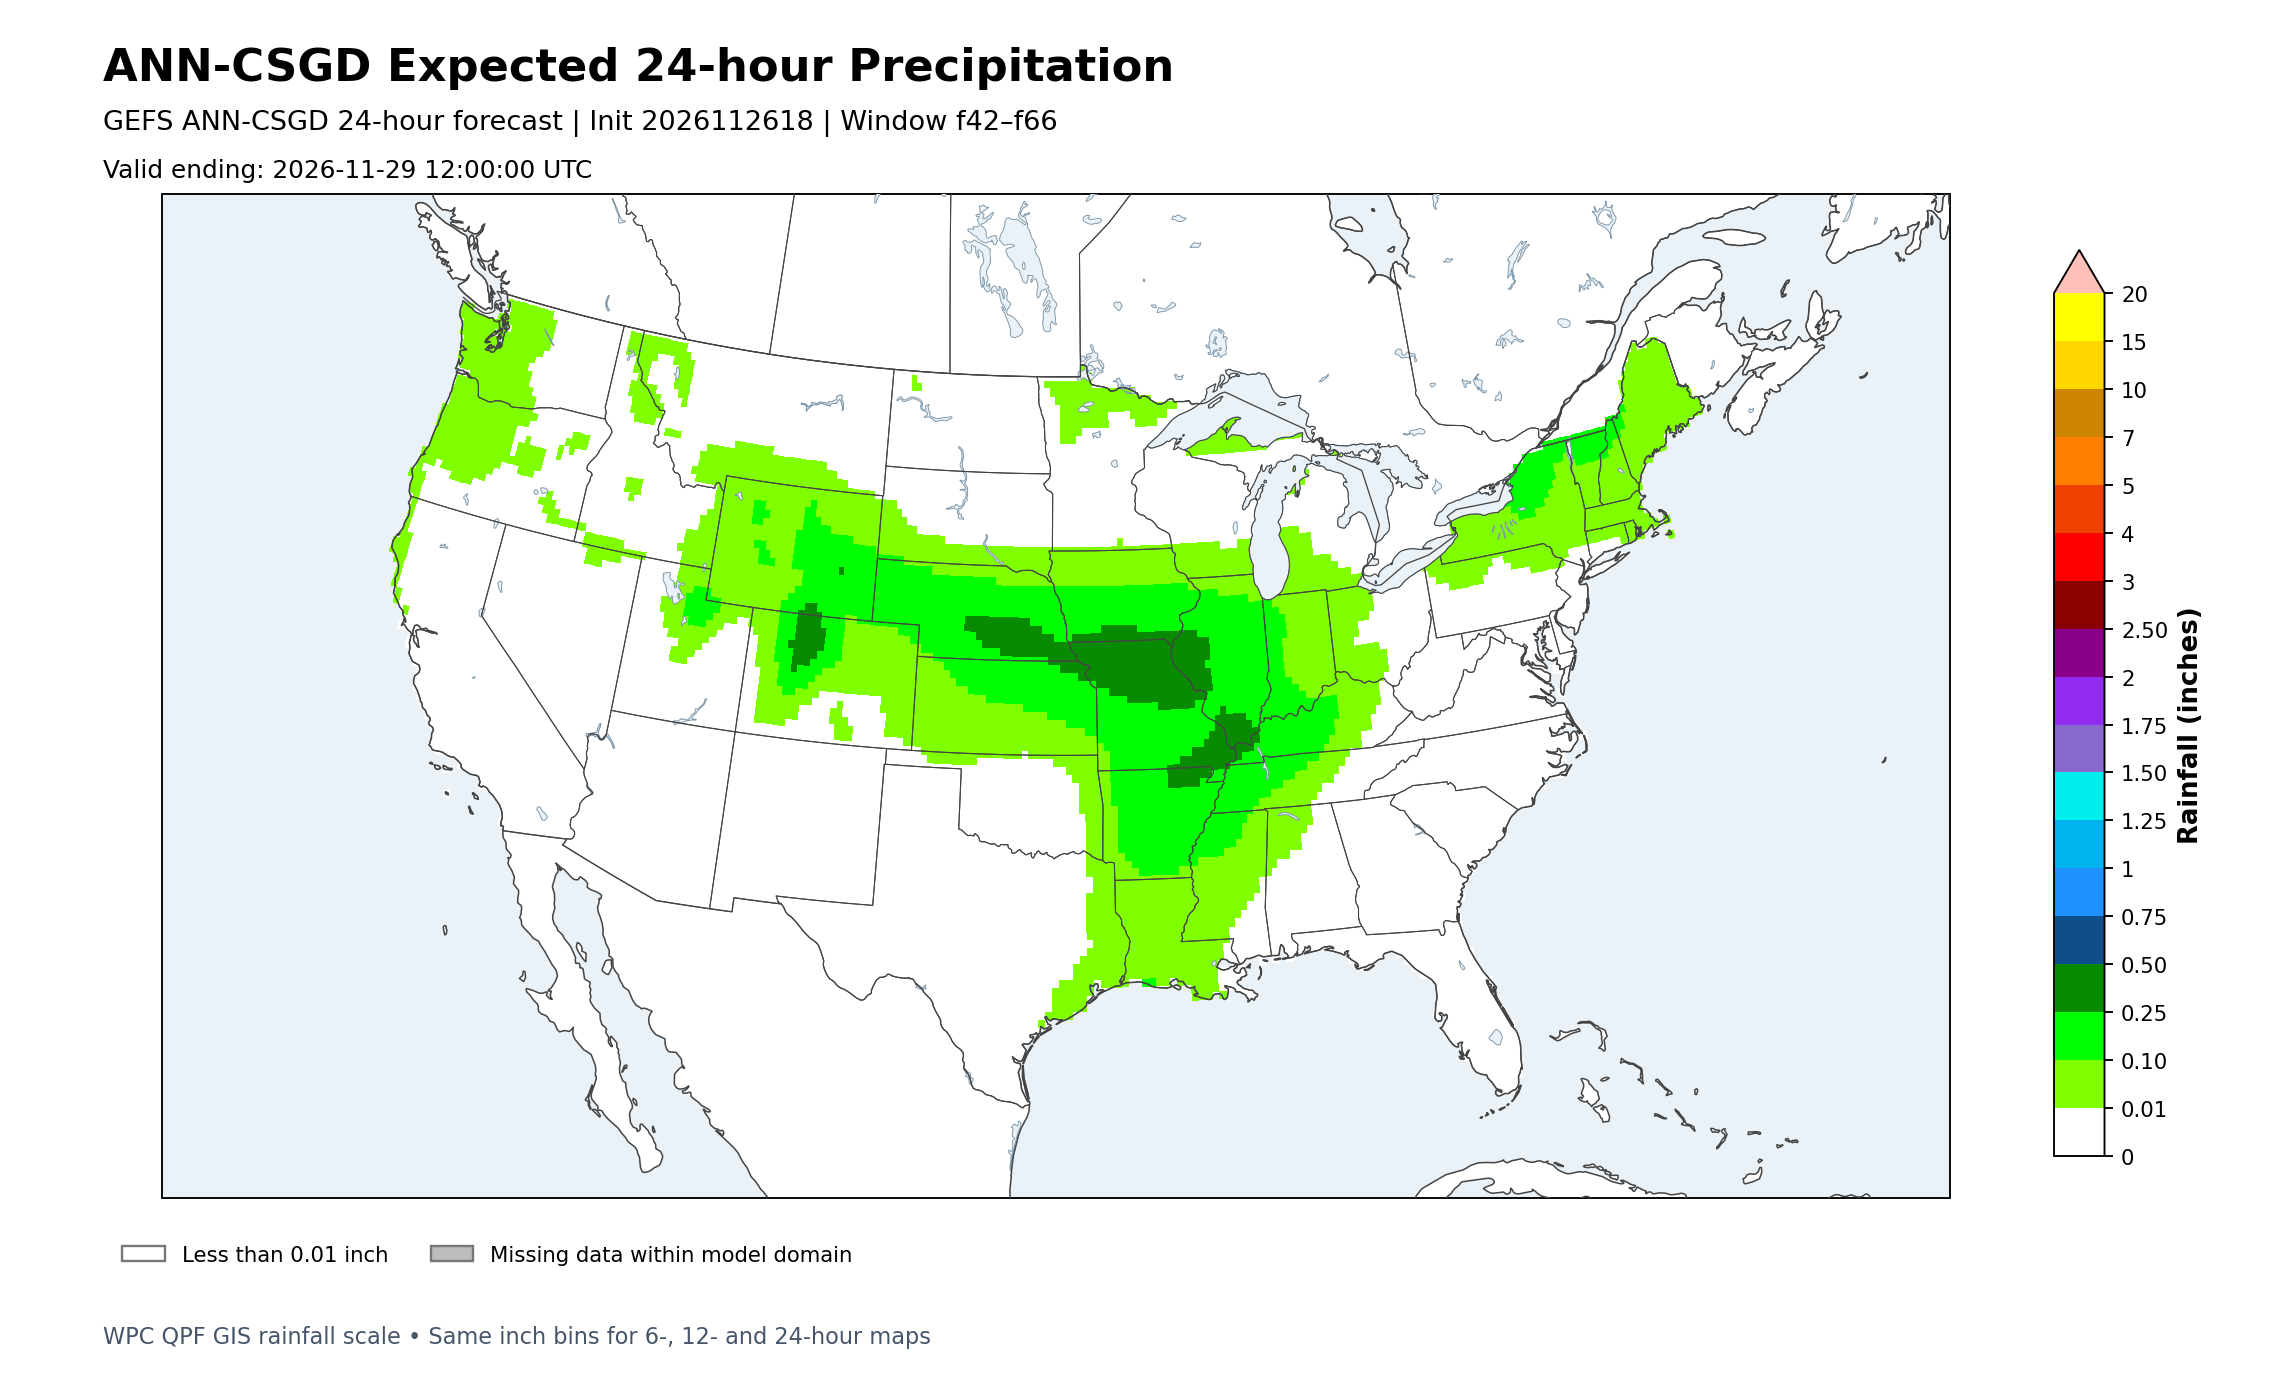 ANN-CSGD Expected 24-hour Precipitation
GEFS ANN-CSGD 24-hour forecast | Init 2026112618 | Window f42–f66
Valid ending: 2026-11-29 12:00:00 UTC
20
15
10
7
5
4
3
2.50
2
1.75
1.50
1.25
1
0.75
0.50
0.25
0.10
0.01
0
Rainfall (inches)
Less than 0.01 inch
Missing data within model domain
WPC QPF GIS rainfall scale • Same inch bins for 6-, 12- and 24-hour maps